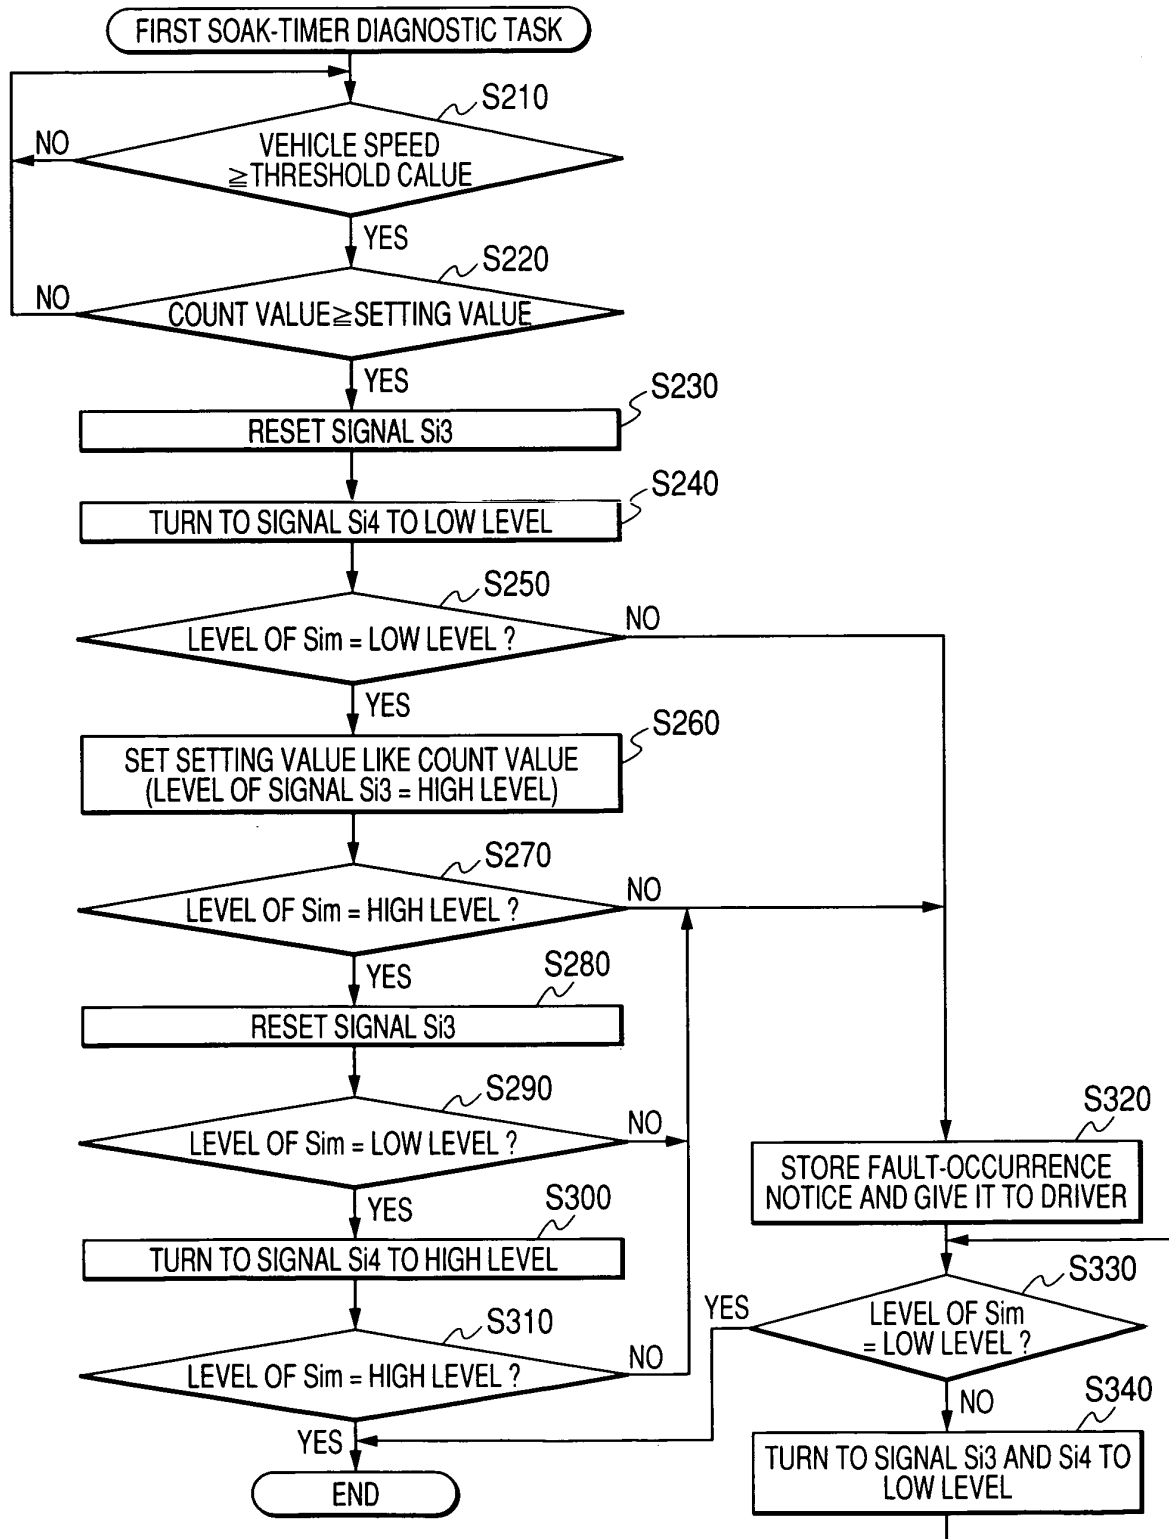 FIRST SOAK-TIMER DIAGNOSTIC TASK
S210
NO
VEHICLE SPEED
≧THRESHOLD CALUE
YES
S220
NO
COUNT VALUE≧SETTING VALUE
YES
S230
RESET SIGNAL Si3
S240
TURN TO SIGNAL Si4 TO LOW LEVEL
S250
NO
LEVEL OF Sim = LOW LEVEL ?
YES
S260
SET SETTING VALUE LIKE COUNT VALUE
(LEVEL OF SIGNAL Si3 = HIGH LEVEL)
S270
NO
LEVEL OF Sim = HIGH LEVEL ?
YES
S280
RESET SIGNAL Si3
S290
NO
LEVEL OF Sim = LOW LEVEL ?
YES
S300
TURN TO SIGNAL Si4 TO HIGH LEVEL
S310
NO
LEVEL OF Sim = HIGH LEVEL ?
YES
END
S320
STORE FAULT-OCCURRENCE
NOTICE AND GIVE IT TO DRIVER
S330
YES
LEVEL OF Sim
= LOW LEVEL ?
NO
S340
TURN TO SIGNAL Si3 AND Si4 TO
LOW LEVEL